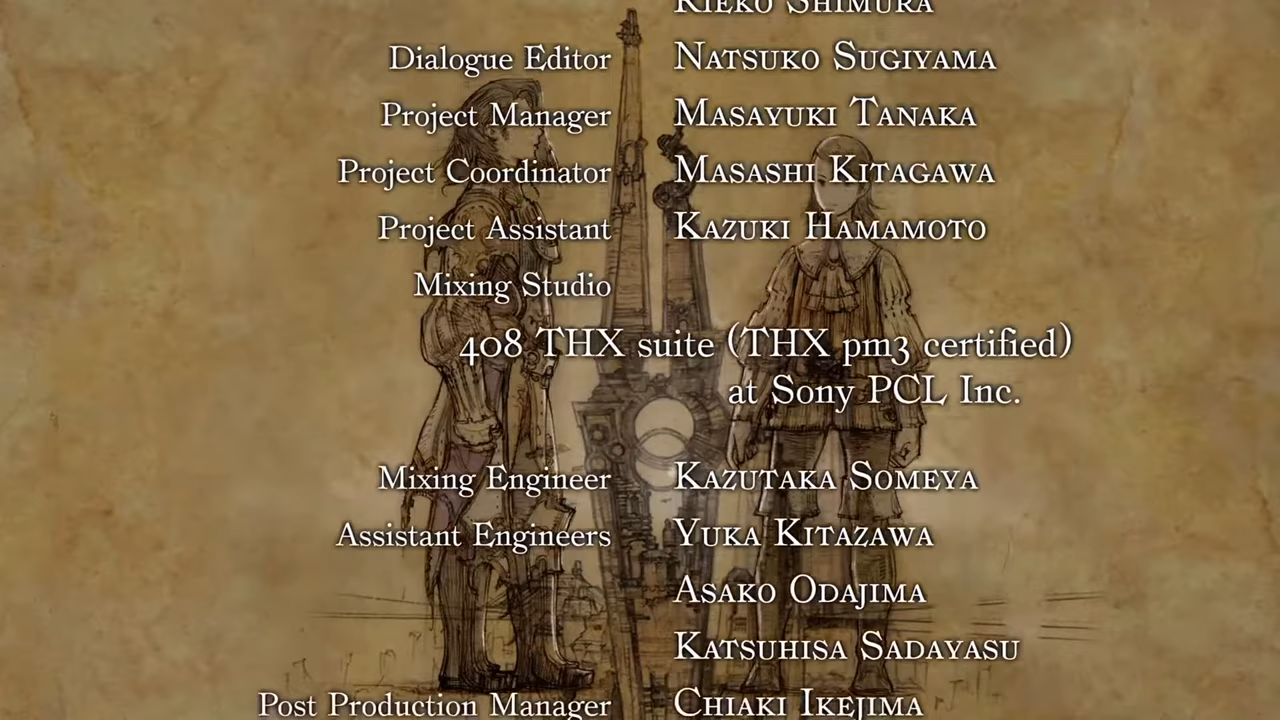 RIEKO SHIMURA
Dialogue Editor NATSUKO SUGIYAMA
Project Manager MASAYUKI TANAKA
Project Coordinator MASASHI KITAGAWA
Project Assistant KAZUKI HAMAMOTO
Mixing Studio
408 THX suite (THX pm3 certified)
at Sony PCL Inc.
Mixing Engineer KAZUTAKA SOMEYA
Assistant Engineers YUKA KITAZAWA
ASAKO ODAJIMA
KATSUHISA SADAYASU
Post Production Manager CHIAKI IKEJIMA